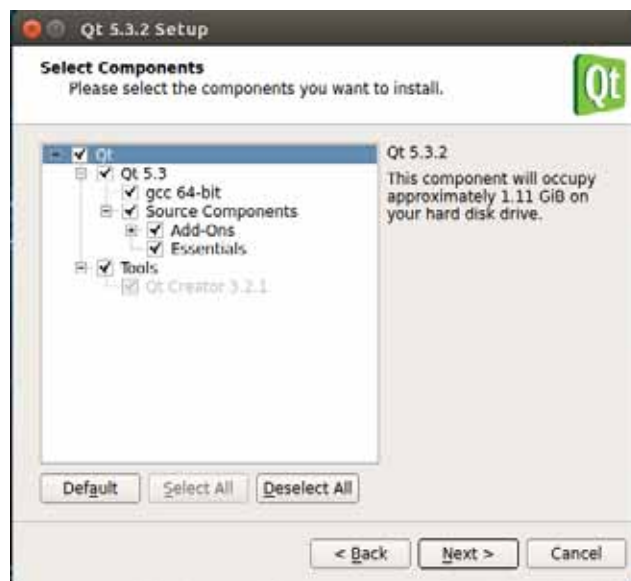 Qt 5.3.2 Setup
Select Components
Please select the components you want to install.
Qt
Qt
Qt 5.3
gcc 64-bit
Source Components
Add-Ons
Essentials
Tools
Qt Creator 3.2.1
Qt 5.3.2
This component will occupy
approximately 1.11 GiB on
your hard disk drive.
Default
Select All
Deselect All
< Back
Next >
Cancel